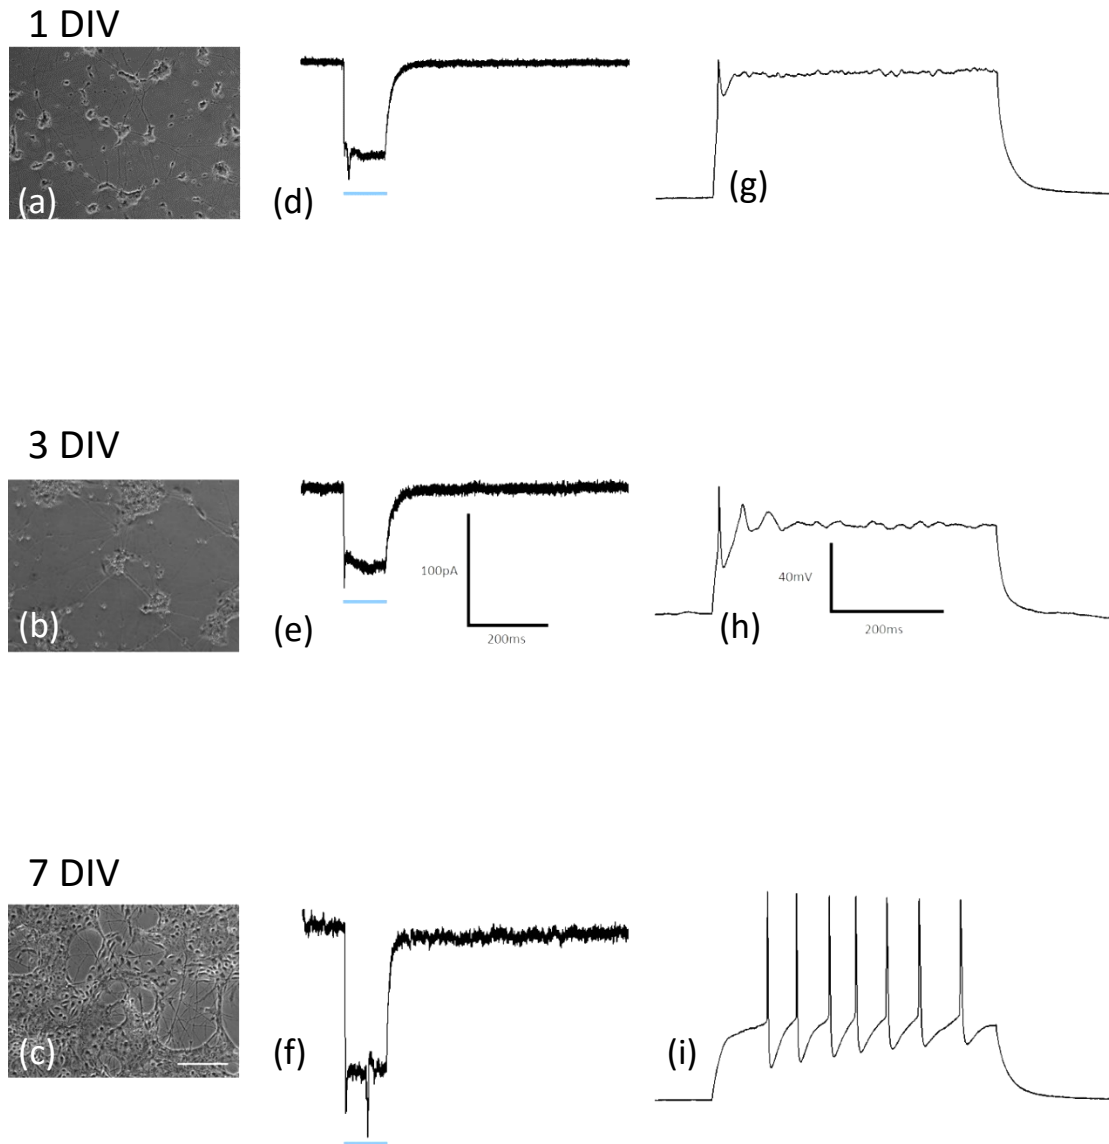 1 DIV
(a)
(d)
(g)
3 DIV
(b)
(e)
100pA
200ms
(h)
40mV
200ms
7 DIV
(c)
(f)
(i)